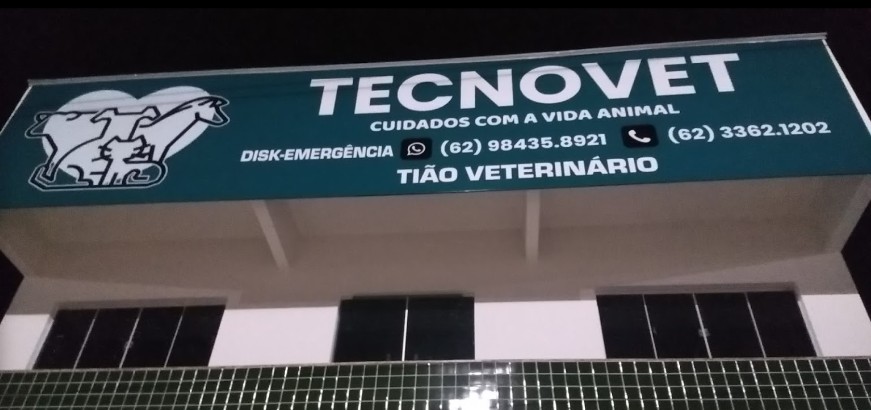 TECNOVET
CUIDADOS COM A VIDA ANIMAL
DISK-EMERGÊNCIA (62) 98435.8921 (62) 3362.1202
TIÃO VETERINÁRIO